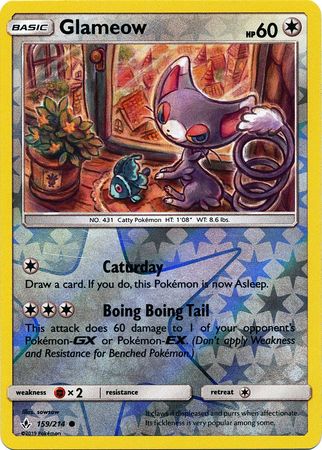 BASIC
Glameow
HP60
NO. 431 Catty Pokémon HT: 1'08" WT: 8.6 lbs.
Caturday
Draw a card. If you do, this Pokémon is now Asleep.
Boing Boing Tail
This attack does 60 damage to 1 of your opponent's
Pokémon-GX or Pokémon-EX. (Don't apply Weakness
and Resistance for Benched Pokémon.)
weakness × 2 resistance retreat
illus. sowsow
159/214
©2019 Pokémon
It claws if displeased and purrs when affectionate.
Its fickleness is very popular among some.